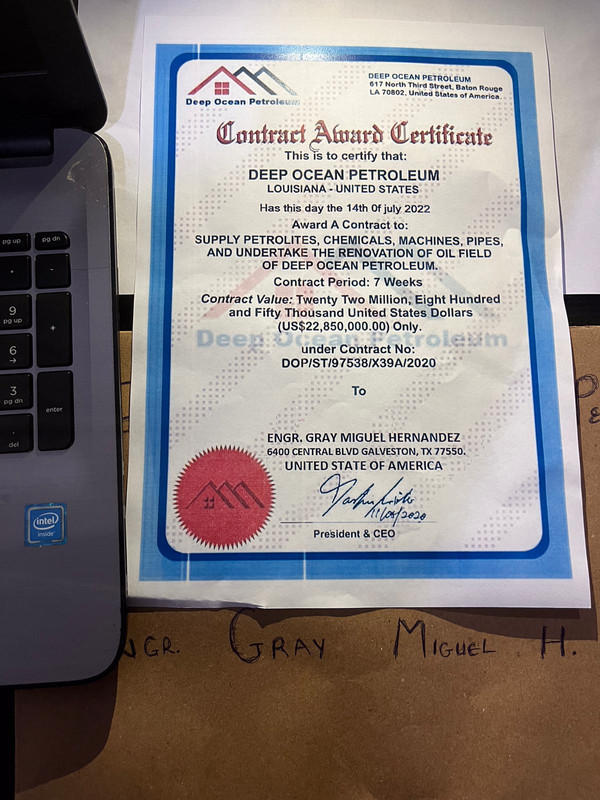 Deep Ocean Petroleum
DEEP OCEAN PETROLEUM
617 North Third Street, Baton Rouge
LA 70802, United States of America.
Contract Award Certificate
This is to certify that:
DEEP OCEAN PETROLEUM
LOUISIANA - UNITED STATES
Has this day the 14th 0f july 2022
Award A Contract to:
SUPPLY PETROLITES, CHEMICALS, MACHINES, PIPES,
AND UNDERTAKE THE RENOVATION OF OIL FIELD
OF DEEP OCEAN PETROLEUM.
Contract Period: 7 Weeks
Contract Value: Twenty Two Million, Eight Hundred
and Fifty Thousand United States Dollars
(US$22,850,000.00) Only.
Deep Ocean Petroleum
under Contract No:
DOP/ST/97538/X39A/2020
To
ENGR. GRAY MIGUEL HERNANDEZ
6400 CENTRAL BLVD GALVESTON, TX 77550.
UNITED STATE OF AMERICA
President & CEO
NGR. GRAY MIGUEL H.
pg up
pg dn
.
-
9
pg up
+
6
3
pg dn
enter
.
del
intel
inside